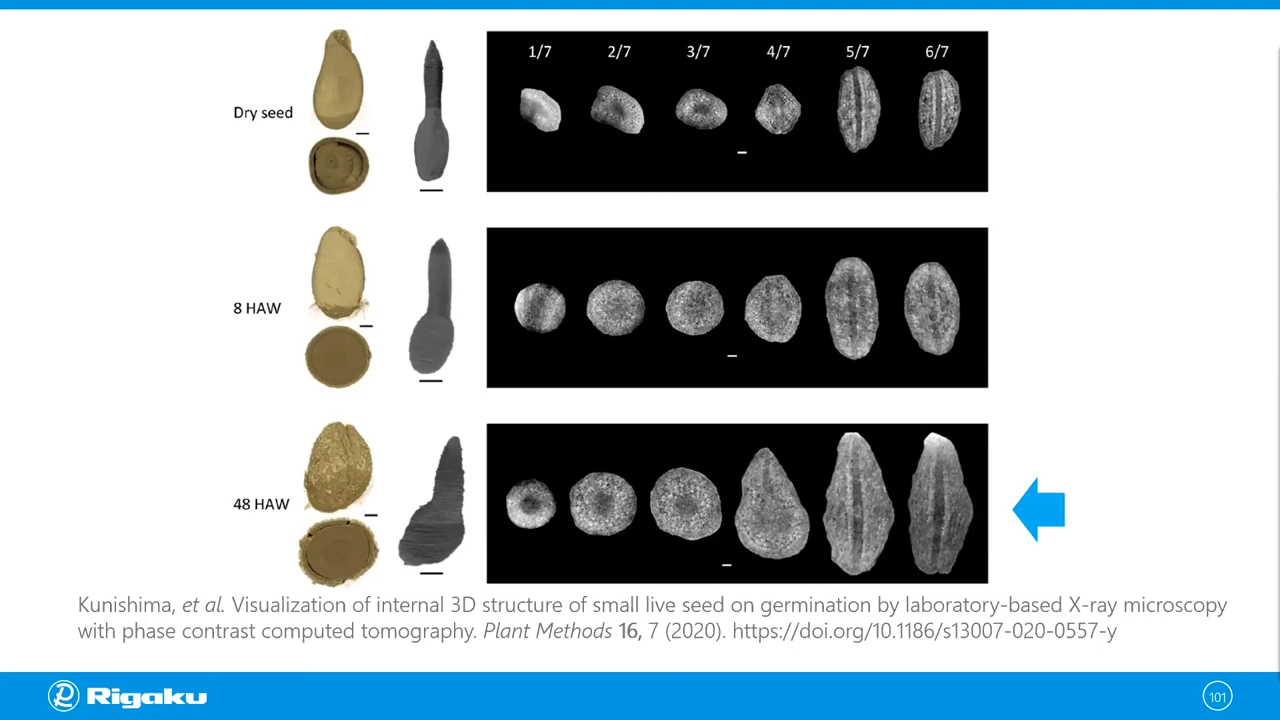 1/7 2/7 3/7 4/7 5/7 6/7
Dry seed
8 HAW
48 HAW
Kunishima, et al. Visualization of internal 3D structure of small live seed on germination by laboratory-based X-ray microscopy
with phase contrast computed tomography. Plant Methods 16, 7 (2020). https://doi.org/10.1186/s13007-020-0557-y
Rigaku
101